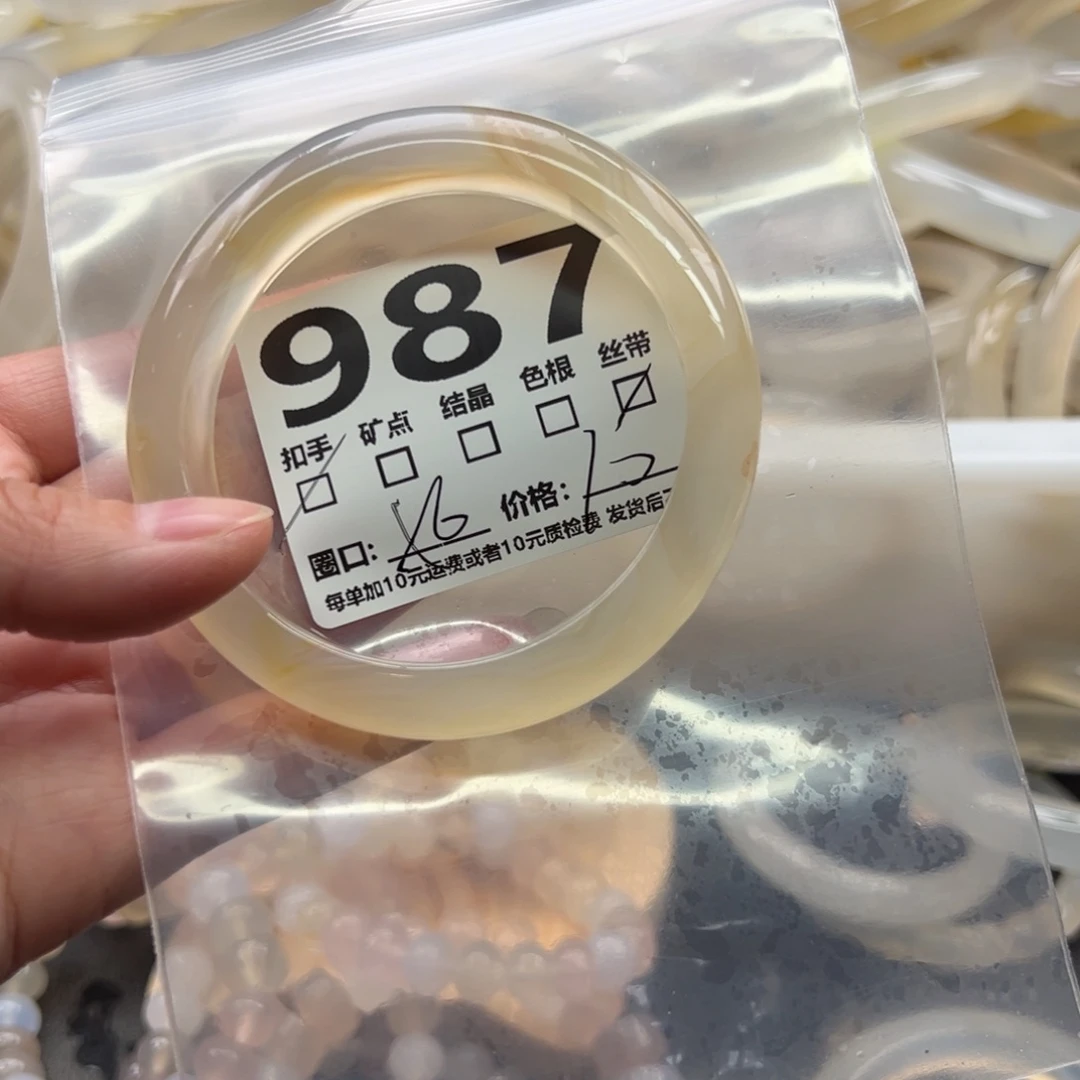 987
扣手 矿点 结晶 色根 丝带
圈口: 价格: 12
每单加10元运费或者10元质检费 发货后